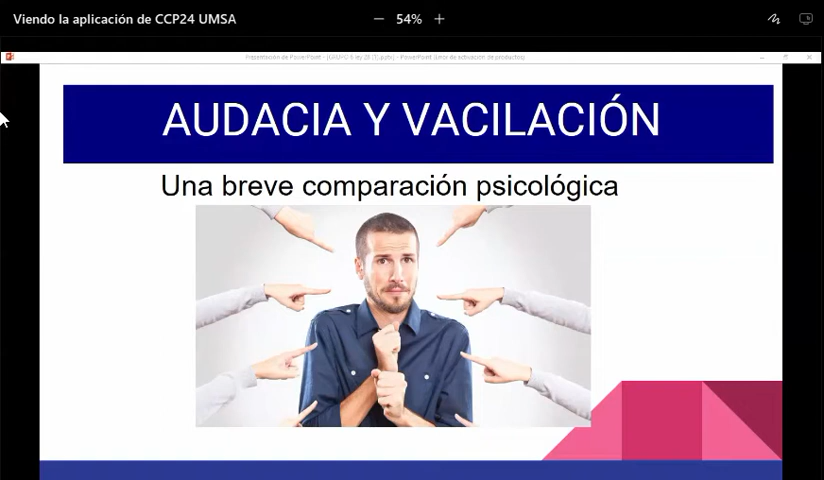 Viendo la aplicación de CCP24 UMSA
54%
AUDACIA Y VACILACIÓN
Una breve comparación psicológica